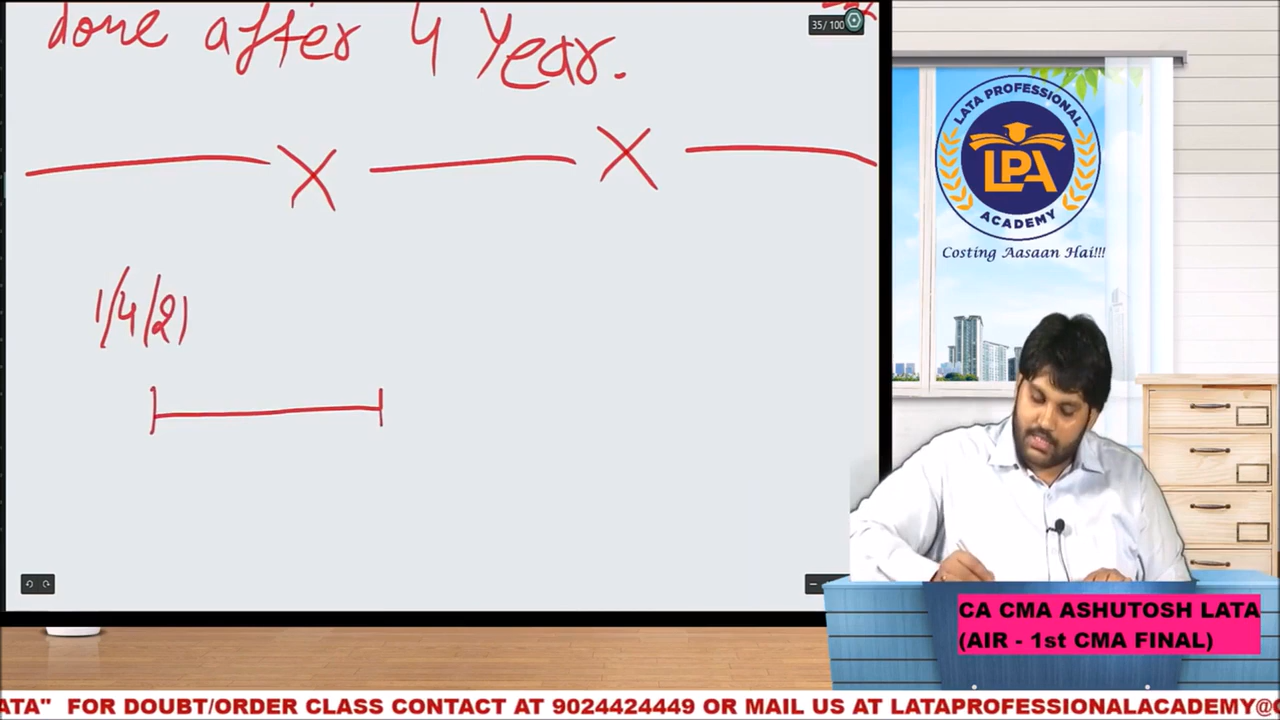 done after 4 Year.
35/100
X X
1/4/21
LATA PROFESSIONAL
LPA
ACADEMY
Costing Aasaan Hai!!!
CA CMA ASHUTOSH LATA
(AIR - 1st CMA FINAL)
ATA" FOR DOUBT/ORDER CLASS CONTACT AT 9024424449 OR MAIL US AT LATAPROFESSIONALACADEMY@